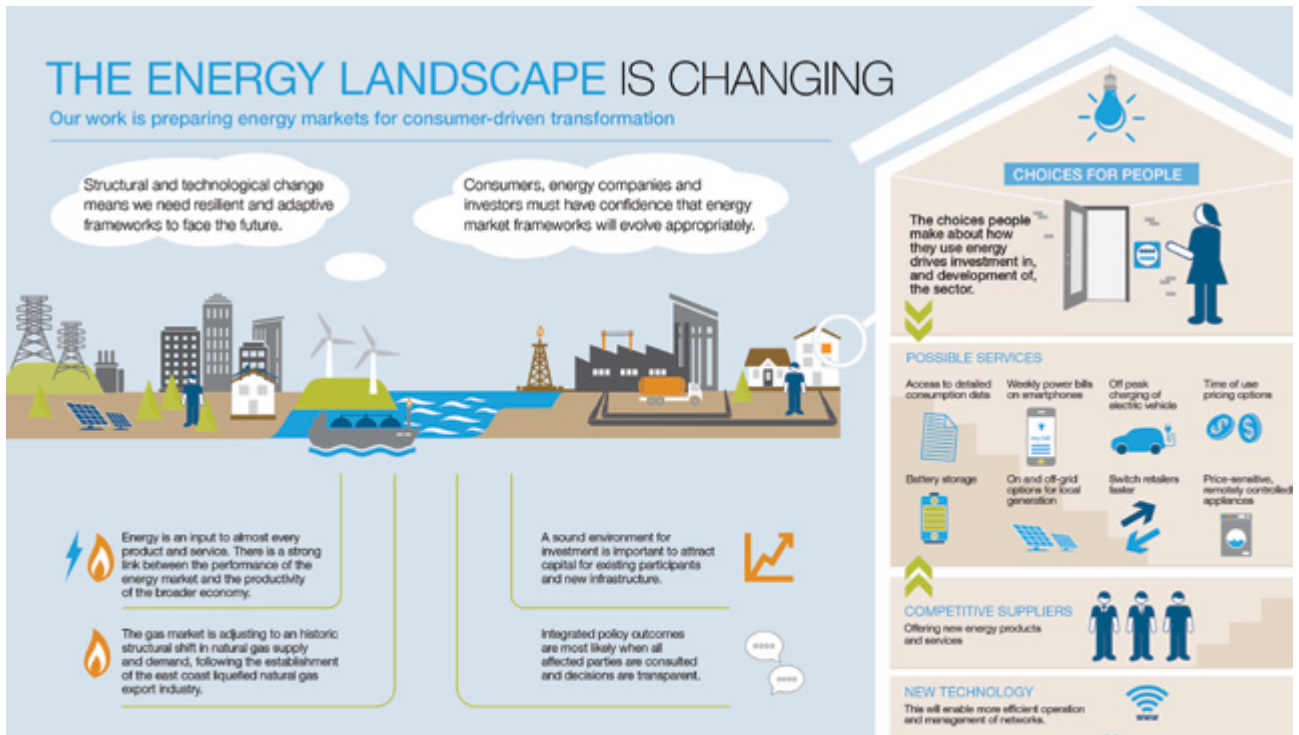 THE ENERGY LANDSCAPE IS CHANGING
Our work is preparing energy markets for consumer-driven transformation
Structural and technological change
means we need resilient and adaptive
frameworks to face the future.
Consumers, energy companies and
investors must have confidence that energy
market frameworks will evolve appropriately.
Energy is an input to almost every
product and service. There is a strong
link between the performance of the
energy market and the productivity
of the broader economy.
The gas market is adjusting to an historic
structural shift in natural gas supply
and demand, following the establishment
of the east coast liquefied natural gas
export industry.
A sound environment for
investment is important to attract
capital for existing participants
and new infrastructure.
Integrated policy outcomes
are most likely when all
affected parties are consulted
and decisions are transparent.
CHOICES FOR PEOPLE
The choices people
make about how
they use energy
drives investment in,
and development of,
the sector.
POSSIBLE SERVICES
Access to detailed
consumption data
Weekly power bills
on smartphones
my bill
Off peak
charging of
electric vehicle
Time of use
pricing options
$ $
Battery storage
On and off-grid
options for local
generation
Switch retailers
faster
Price-sensitive,
remotely controlled
appliances
COMPETITIVE SUPPLIERS
Offering new energy products
and services
NEW TECHNOLOGY
This will enable more efficient operation
and management of networks.
www